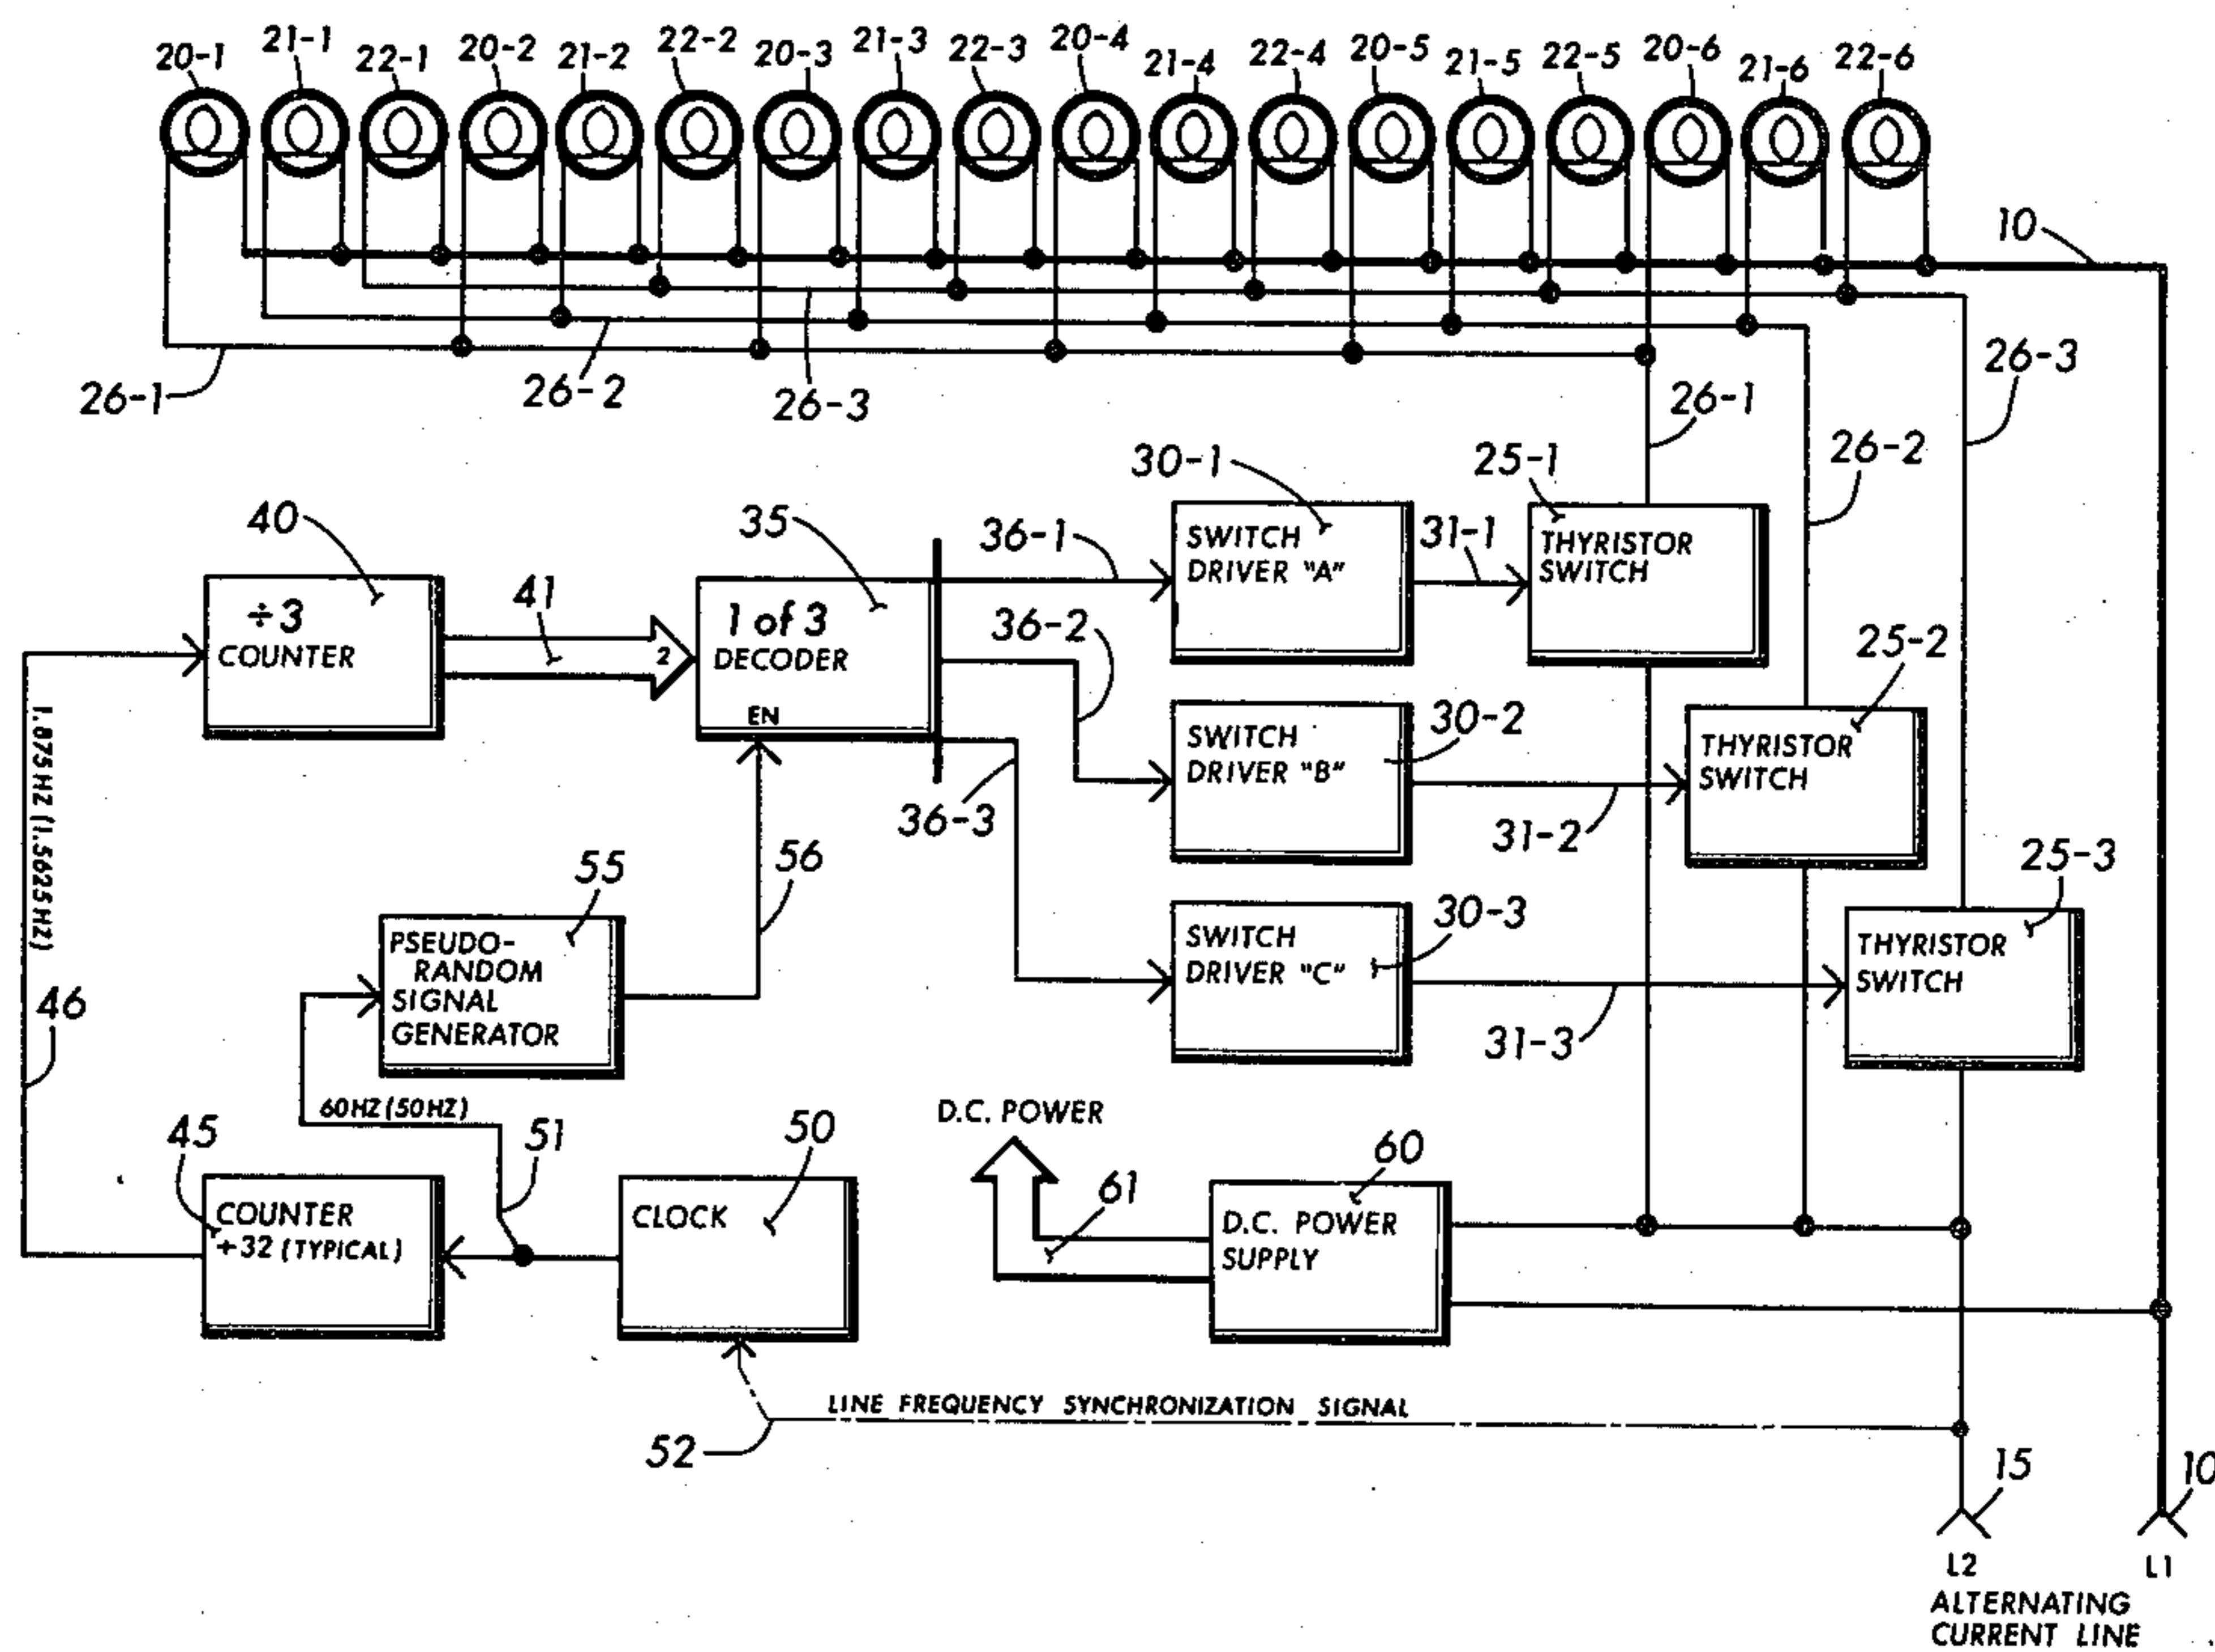 20-1 21-1 22-1 20-2 21-2 22-2 20-3 21-3 22-3 20-4 21-4 22-4 20-5 21-5 22-5 20-6 21-6 22-6
10
26-1
26-2
26-3
26-1
26-3
26-2
40
÷3
COUNTER
41
2
35
1 of 3
DECODER
EN
36-1
36-2
36-3
30-1
SWITCH
DRIVER "A"
31-1
25-1
THYRISTOR
SWITCH
SWITCH
DRIVER "B"
30-2
31-2
25-2
THYRISTOR
SWITCH
SWITCH
DRIVER "C"
30-3
31-3
25-3
THYRISTOR
SWITCH
1.875HZ (1.5625HZ)
46
55
PSEUDO-
RANDOM
SIGNAL
GENERATOR
56
60HZ (50HZ)
51
45
COUNTER
+32 (TYPICAL)
50
CLOCK
D.C. POWER
61
60
D.C. POWER
SUPPLY
LINE FREQUENCY SYNCHRONIZATION SIGNAL
52
15
10
L2
L1
ALTERNATING
CURRENT LINE